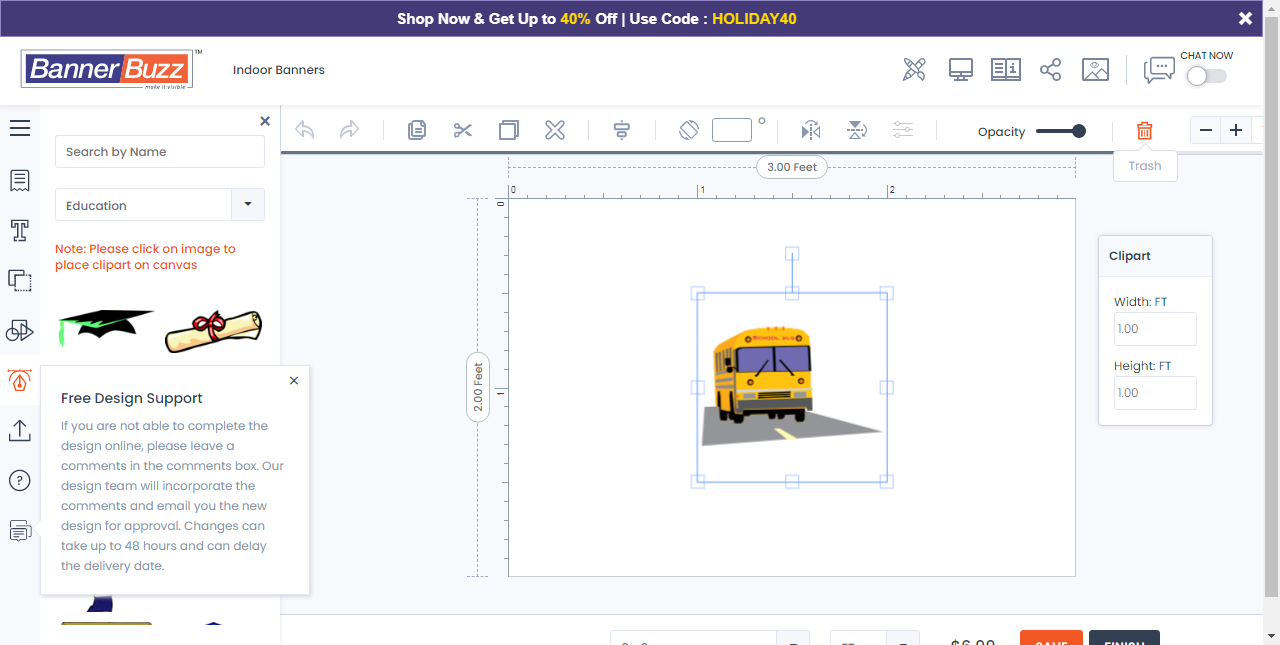 Shop Now & Get Up to 40% Off | Use Code : HOLIDAY40
BannerBuzz™
make it visible
Indoor Banners
CHAT NOW
Search by Name
Education
Note: Please click on image to
place clipart on canvas
Opacity
Trash
3.00 Feet
0
1
2
0
2.00 Feet
1
SCHOOL BUS
Clipart
Width: FT
1.00
Height: FT
1.00
Free Design Support
If you are not able to complete the
design online, please leave a
comments in the comments box. Our
design team will incorporate the
comments and email you the new
design for approval. Changes can
take up to 48 hours and can delay
the delivery date.
$6.99
SAVE
FINISH